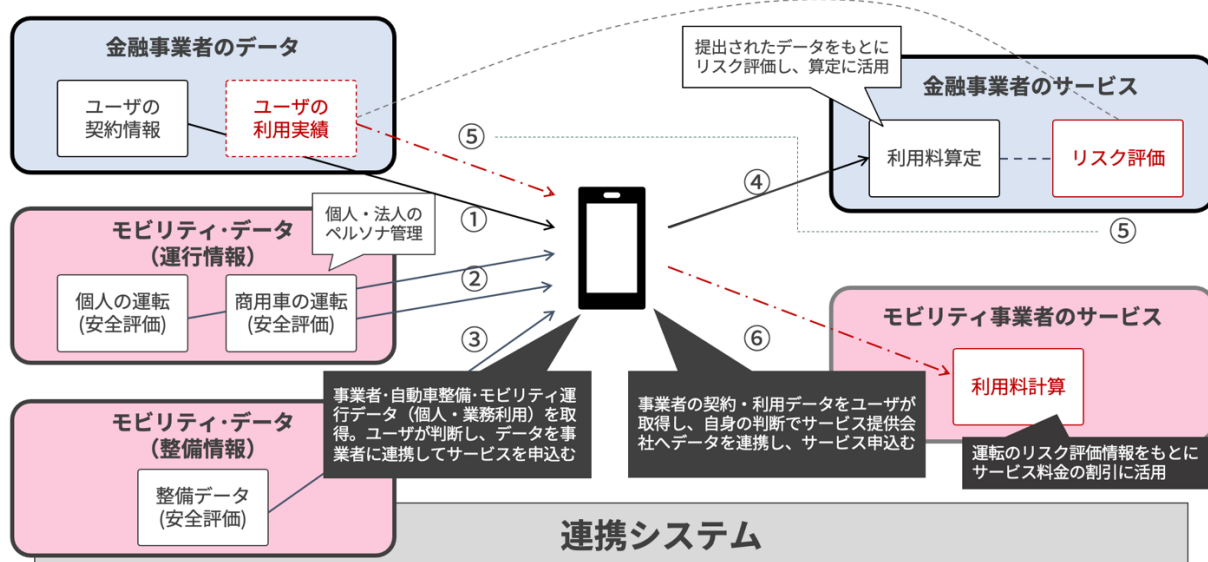 金融事業者のデータ
ユーザの
契約情報
ユーザの
利用実績
⑤
提出されたデータをもとに
リスク評価し、算定に活用
金融事業者のサービス
利用料算定
リスク評価
④
⑤
①
モビリティ・データ
（運行情報）
個人・法人の
ペルソナ管理
個人の運転
(安全評価)
商用車の運転
(安全評価)
②
③
⑥
モビリティ事業者のサービス
利用料計算
運転のリスク評価情報をもとに
サービス料金の割引に活用
事業者・自動車整備・モビリティ運
行データ（個人・業務利用）を取
得。ユーザが判断し、データを事
業者に連携してサービスを申込む
事業者の契約・利用データをユーザが
取得し、自身の判断でサービス提供会
社へデータを連携し、サービス申込む
モビリティ・データ
（整備情報）
整備データ
(安全評価)
連携システム